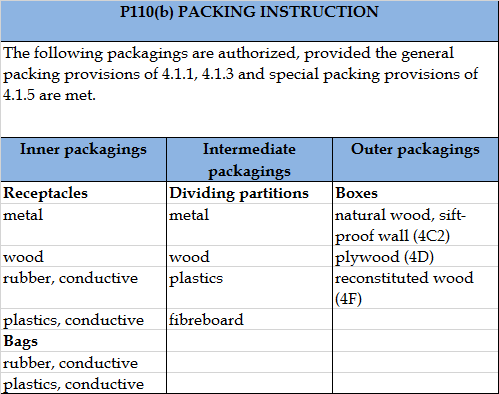 P110(b) PACKING INSTRUCTION
The following packagings are authorized, provided the general
packing provisions of 4.1.1, 4.1.3 and special packing provisions of
4.1.5 are met.
Inner packagings Intermediate packagings Outer packagings
Receptacles Dividing partitions Boxes
metal metal natural wood, sift-
proof wall (4C2)
wood wood plywood (4D)
rubber, conductive plastics reconstituted wood
(4F)
plastics, conductive fibreboard
Bags
rubber, conductive
plastics, conductive